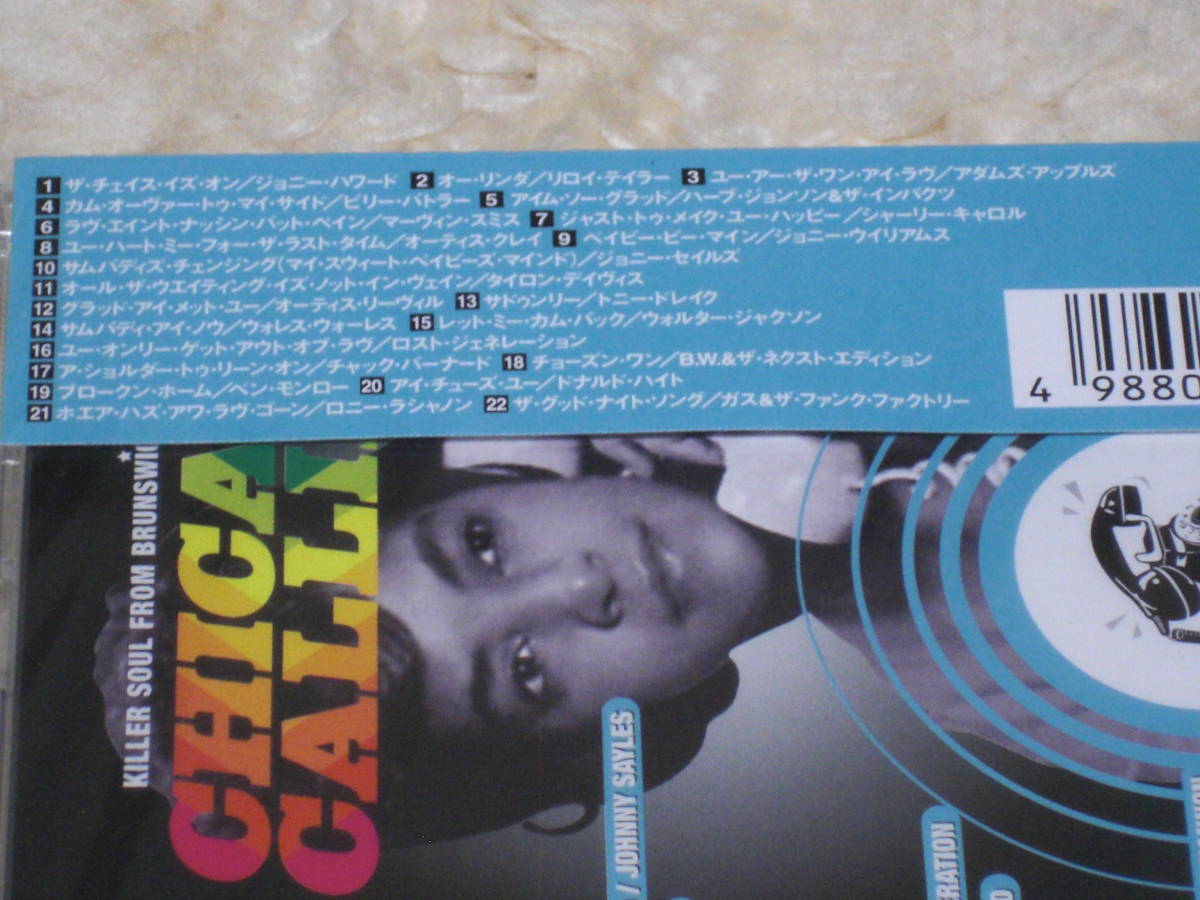 1 ザ・チェイス・イズ・オン/ジョニー・ハワード 2 オー・リンダ/リロイ・テイラー 3 ユー・アー・ザ・ワン・アイ・ラヴ/アダムズ・アップルズ
4 カム・オーヴァー・トゥ・マイ・サイド/ビリー・バトラー 5 アイム・ソー・グラッド/ハーブ・ジョンソン&ザ・インパクツ
6 ラヴ・エイント・ナッシン・バット・ペイン/マーヴィン・スミス 7 ジャスト・トゥ・メイク・ユー・ハッピー/シャーリー・キャロル
8 ユー・ハート・ミー・フォー・ザ・ラスト・タイム/オーティス・クレイ 9 ベイビー・ビー・マイン/ジョニー・ウイリアムス
10 サムバディズ・チェンジング(マイ・スウィート・ベイビーズ・マインド)/ジョニー・セイルズ
11 オール・ザ・ウエイティング・イズ・ノット・イン・ヴェイン/タイロン・デイヴィス
12 グラッド・アイ・メット・ユー/オーティス・リーヴィル 13 サドゥンリー/トニー・ドレイク
14 サムバディ・アイ・ノウ/ウォレス・ウォーレス 15 レット・ミー・カム・バック/ウォルター・ジャクソン
16 ユー・オンリー・ゲット・アウト・オブ・ラヴ/ロスト・ジェネレーション
17 ア・ショルダー・トゥ・リーン・オン/チャック・バーナード 18 チョーズン・ワン/B.W.&ザ・ネクスト・エディション
19 ブロークン・ホーム/ベン・モンロー 20 アイ・チューズ・ユー/ドナルド・ハイト
21 ホエア・ハズ・アワ・ラヴ・ゴーン/ロニー・ラシャノン 22 ザ・グッド・ナイト・ソング/ガス&ザ・ファンク・ファクトリー
4 9880
KILLER SOUL FROM BRUNSWIC
CHICA
CALLI
/ JOHNNY SAYLES
ERATION